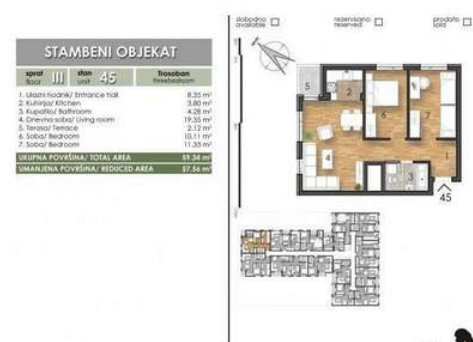 STAMBENI OBJEKAT
sprat floor III stan 45 Trosoban
1. Ulazni hodnik/ Entrance hall 8.35 m²
2. Kuhinja/ Kitchen 3.80 m²
3. Kupatilo/ Bathroom 4.28 m²
4. Dnevna soba/ Living room 19.35 m²
5. Terasa/ Terrace 2.12 m²
6. Soba/ Bedroom 10.11 m²
7. Soba/ Bedroom 11.33 m²
UKUPNA POVRŠINA/ TOTAL AREA 59.34 m²
UMANJENA POVRŠINA/ REDUCED AREA 57.56 m²
slobodno available
rezervisano reserved
prodato sold
5
2
6
7
4
3
1
45